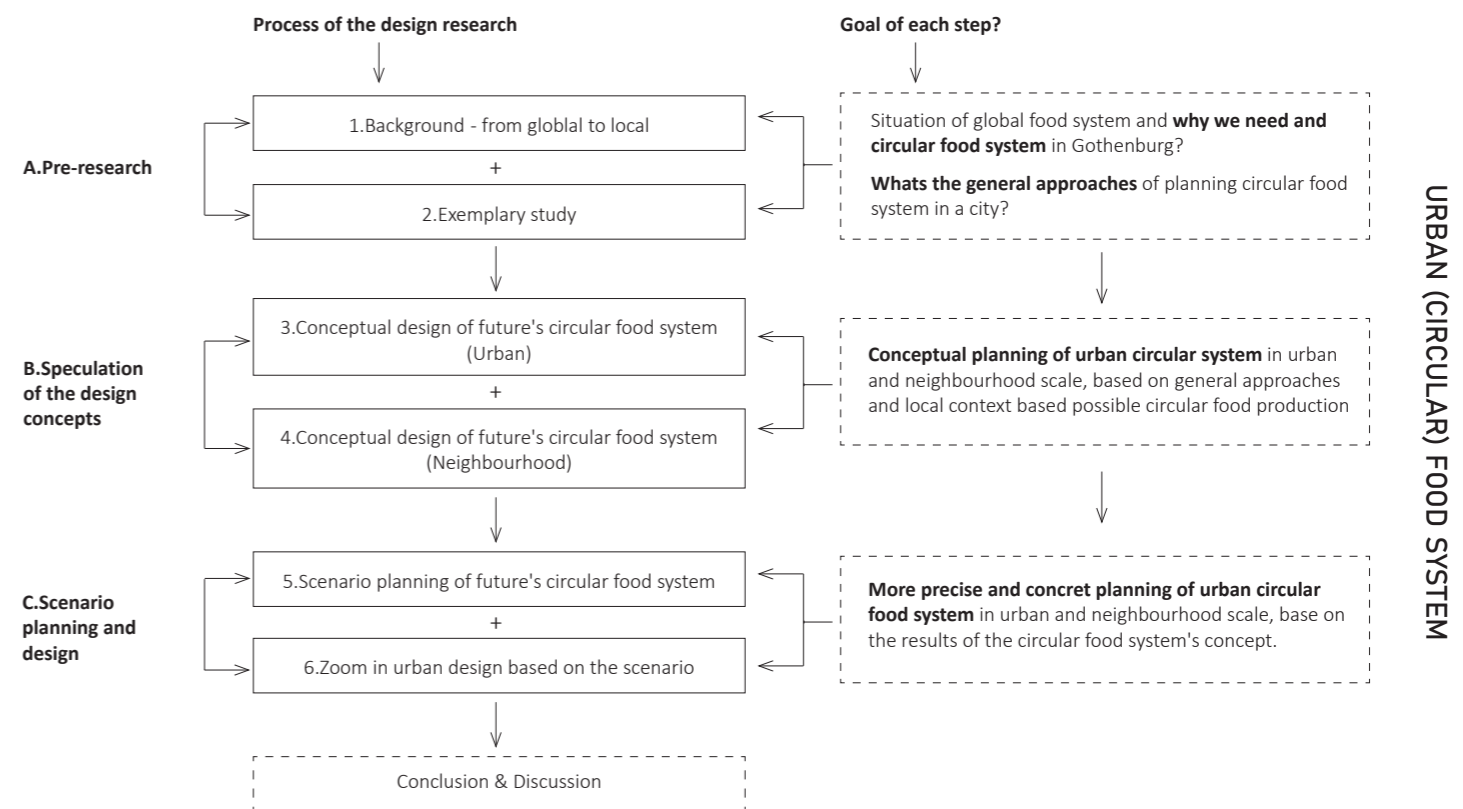 Process of the design research
Goal of each step?
A.Pre-research
1.Background - from globlal to local
+
2.Exemplary study
Situation of global food system and why we need and
circular food system in Gothenburg?
Whats the general approaches of planning circular food
system in a city?
B.Speculation
of the design
concepts
3.Conceptual design of future's circular food system
(Urban)
+
4.Conceptual design of future's circular food system
(Neighbourhood)
Conceptual planning of urban circular system in urban
and neighbourhood scale, based on general approaches
and local context based possible circular food production
C.Scenario
planning and
design
5.Scenario planning of future's circular food system
+
6.Zoom in urban design based on the scenario
More precise and concret planning of urban circular
food system in urban and neighbourhood scale, base on
the results of the circular food system's concept.
Conclusion & Discussion
URBAN (CIRCULAR) FOOD SYSTEM